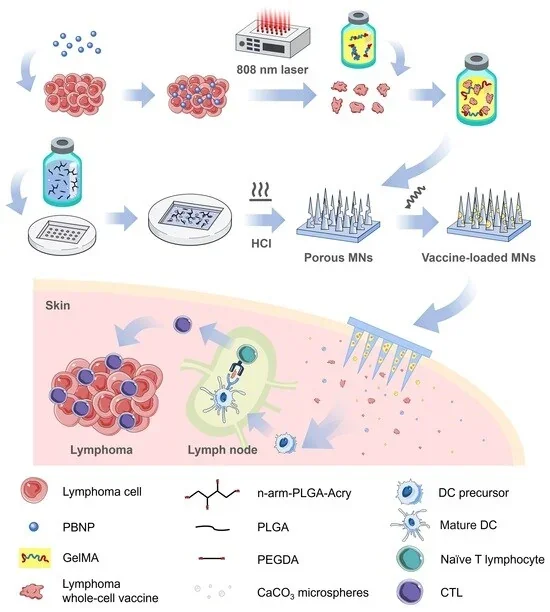 808 nm laser
HCl
Porous MNs
Vaccine-loaded MNs
Skin
Lymphoma
Lymph node
Lymphoma cell
n-arm-PLGA-Acry
DC precursor
PBNP
PLGA
Mature DC
GelMA
PEGDA
Naïve T lymphocyte
Lymphoma
whole-cell vaccine
CaCO₃ microspheres
CTL